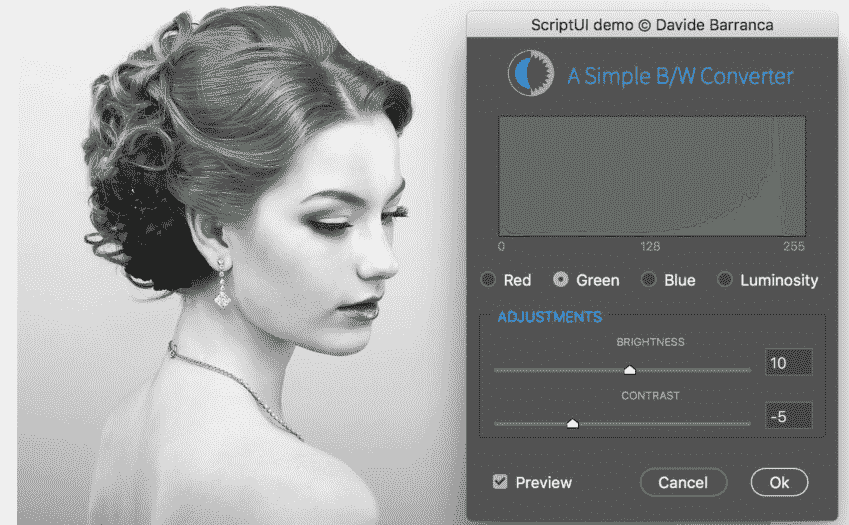 ScriptUI demo © Davide Barranca
A Simple B/W Converter
0 128 255
Red Green Blue Luminosity
ADJUSTMENTS
BRIGHTNESS
10
CONTRAST
-5
Preview Cancel Ok